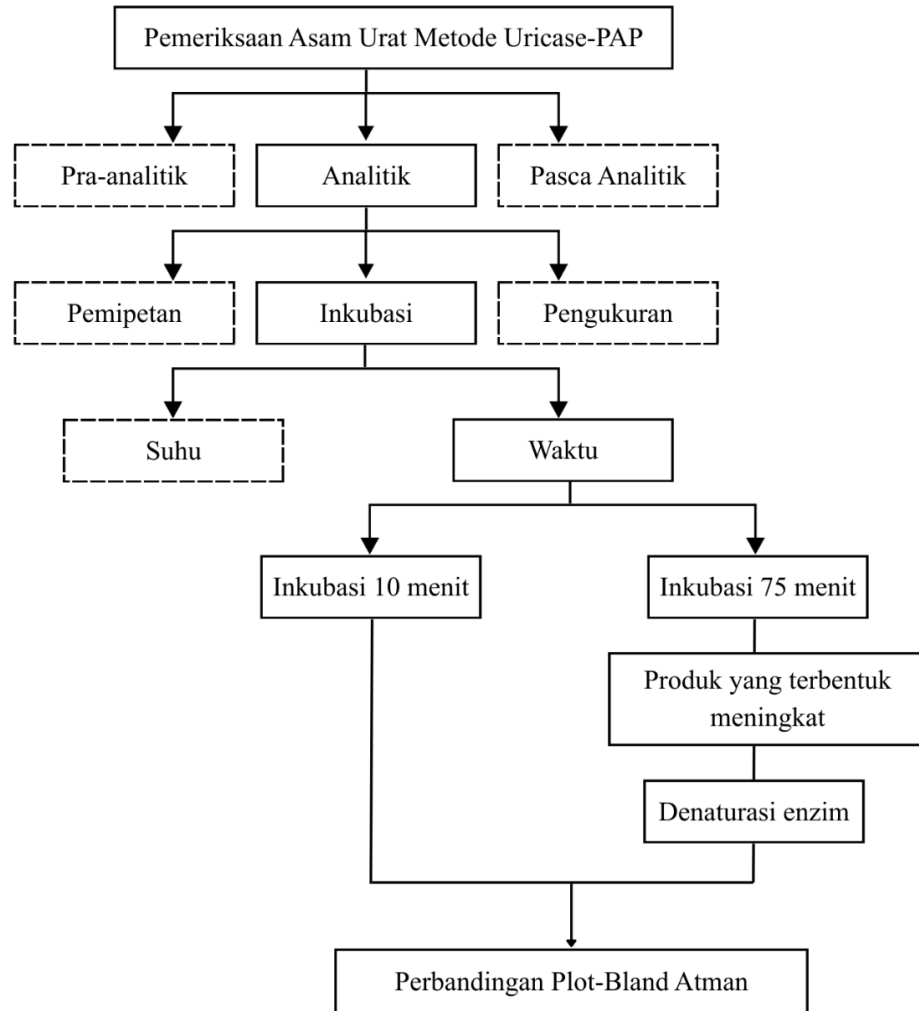 Pemeriksaan Asam Urat Metode Uricase-PAP
Pra-analitik
Analitik
Pasca Analitik
Pemipetan
Inkubasi
Pengukuran
Suhu
Waktu
Inkubasi 10 menit
Inkubasi 75 menit
Produk yang terbentuk
meningkat
Denaturasi enzim
Perbandingan Plot-Bland Atman